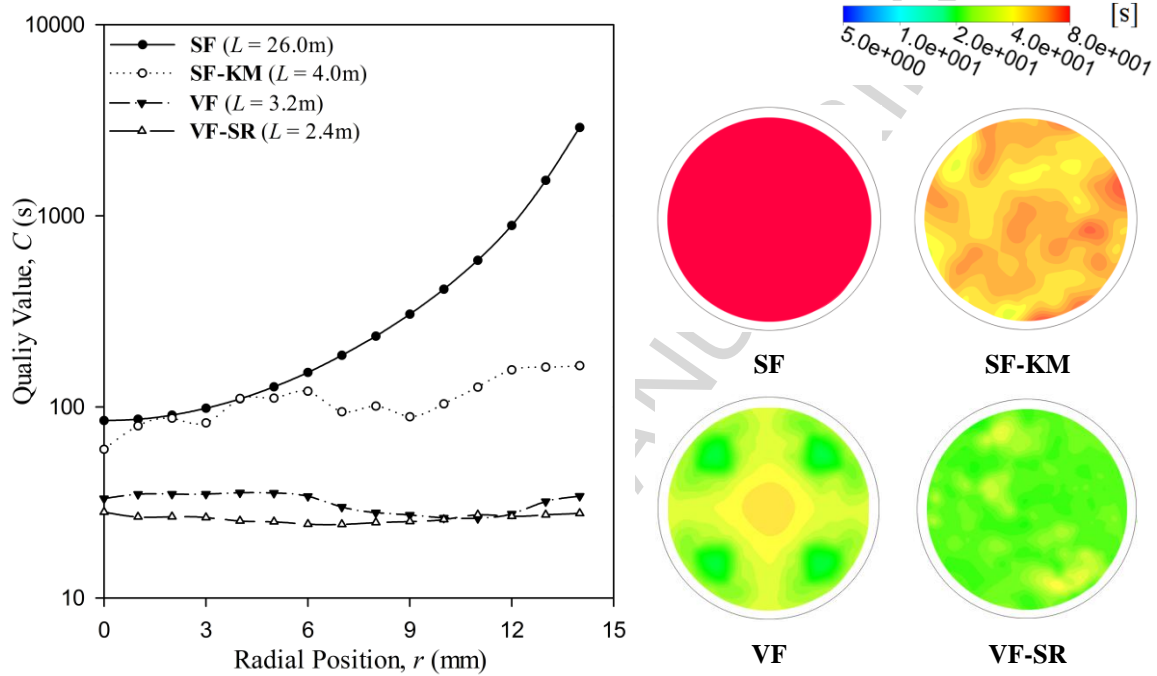 10000
1000
100
10
Qualiy Value, C (s)
SF (L = 26.0m)
SF-KM (L = 4.0m)
VF (L = 3.2m)
VF-SR (L = 2.4m)
0 3 6 9 12 15
Radial Position, r (mm)
[s]
5.0e+000 1.0e+001 2.0e+001 4.0e+001 8.0e+001
SF SF-KM
VF VF-SR